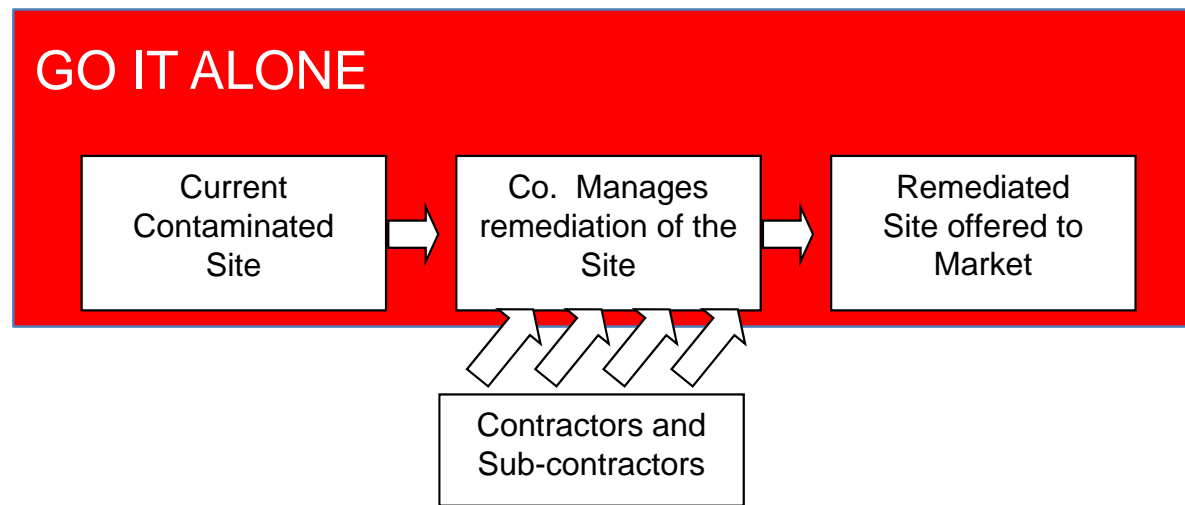 GO IT ALONE
Current
Contaminated
Site
Co. Manages
remediation of the
Site
Remediated
Site offered to
Market
Contractors and
Sub-contractors